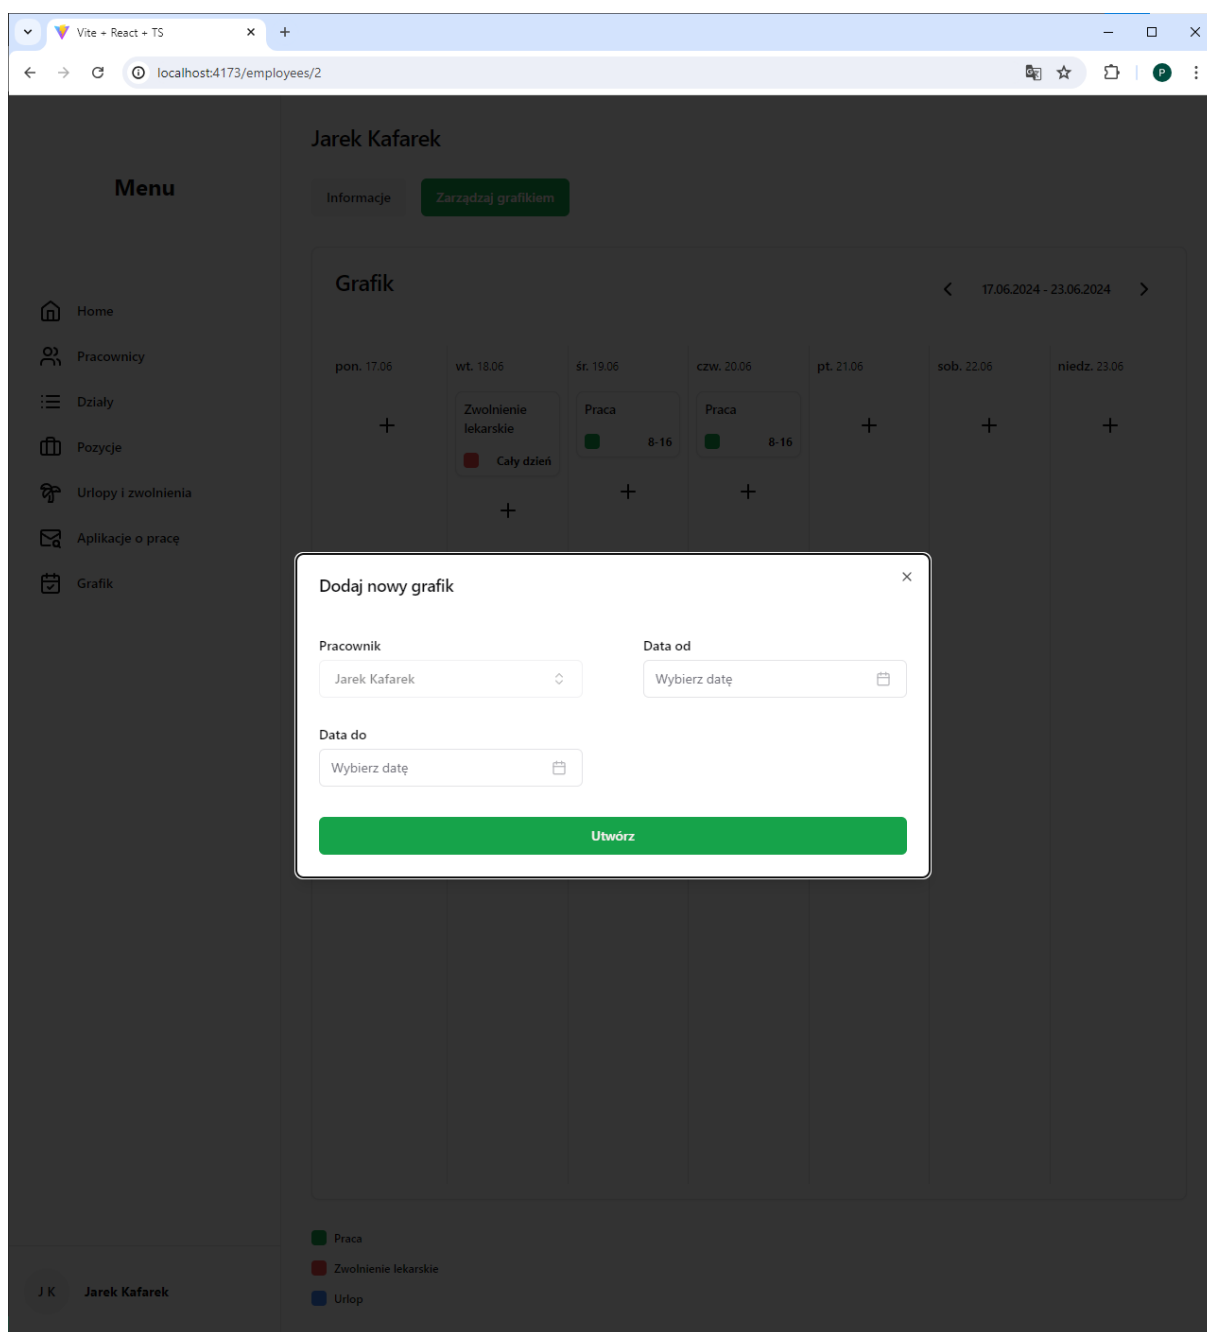 Vite + React + TS
localhost:4173/employees/2
P
Jarek Kafarek
Menu
Informacje
Zarządzaj grafikiem
Grafik
17.06.2024 - 23.06.2024
Home
Pracownicy
Działy
Pozycje
Urlopy i zwolnienia
Aplikacje o pracę
Grafik
pon. 17.06
wt. 18.06
śr. 19.06
czw. 20.06
pt. 21.06
sob. 22.06
niedz. 23.06
Zwolnienie
lekarskie
Cały dzień
Praca
8-16
Praca
8-16
Dodaj nowy grafik
Pracownik
Jarek Kafarek
Data od
Wybierz datę
Data do
Wybierz datę
Utwórz
Praca
Zwolnienie lekarskie
Urlop
J K
Jarek Kafarek